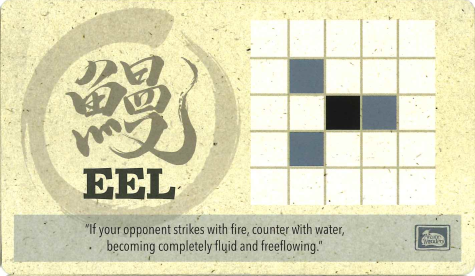 鰻
EEL
"If your opponent strikes with fire, counter with water,
becoming completely fluid and freeflowing."